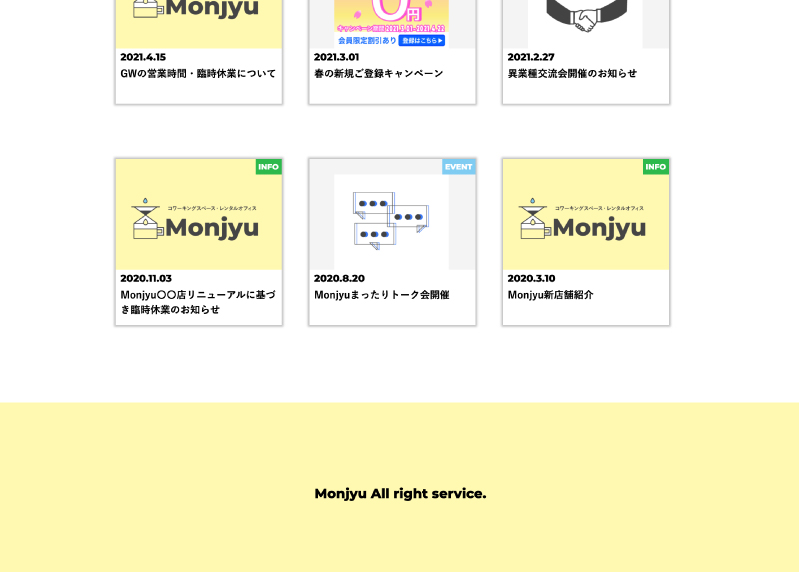 Monjyu
0円
キャンペーン期間:2021.3.01~2021.4.12
会員限定割引あり 登録はこちら▶
2021.4.15
GWの営業時間・臨時休業について
2021.3.01
春の新規ご登録キャンペーン
2021.2.27
異業種交流会開催のお知らせ
INFO
コワーキングスペース・レンタルオフィス
Monjyu
2020.11.03
Monjyu〇〇店リニューアルに基づ
き臨時休業のお知らせ
EVENT
2020.8.20
Monjyuまったりトーク会開催
INFO
コワーキングスペース・レンタルオフィス
Monjyu
2020.3.10
Monjyu新店舗紹介
Monjyu All right service.